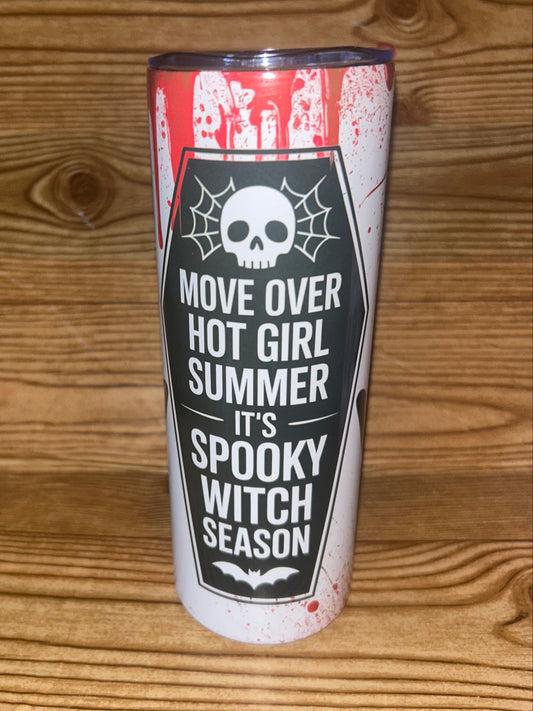 MOVE OVER
HOT GIRL
SUMMER
IT'S
SPOOKY
WITCH
SEASON